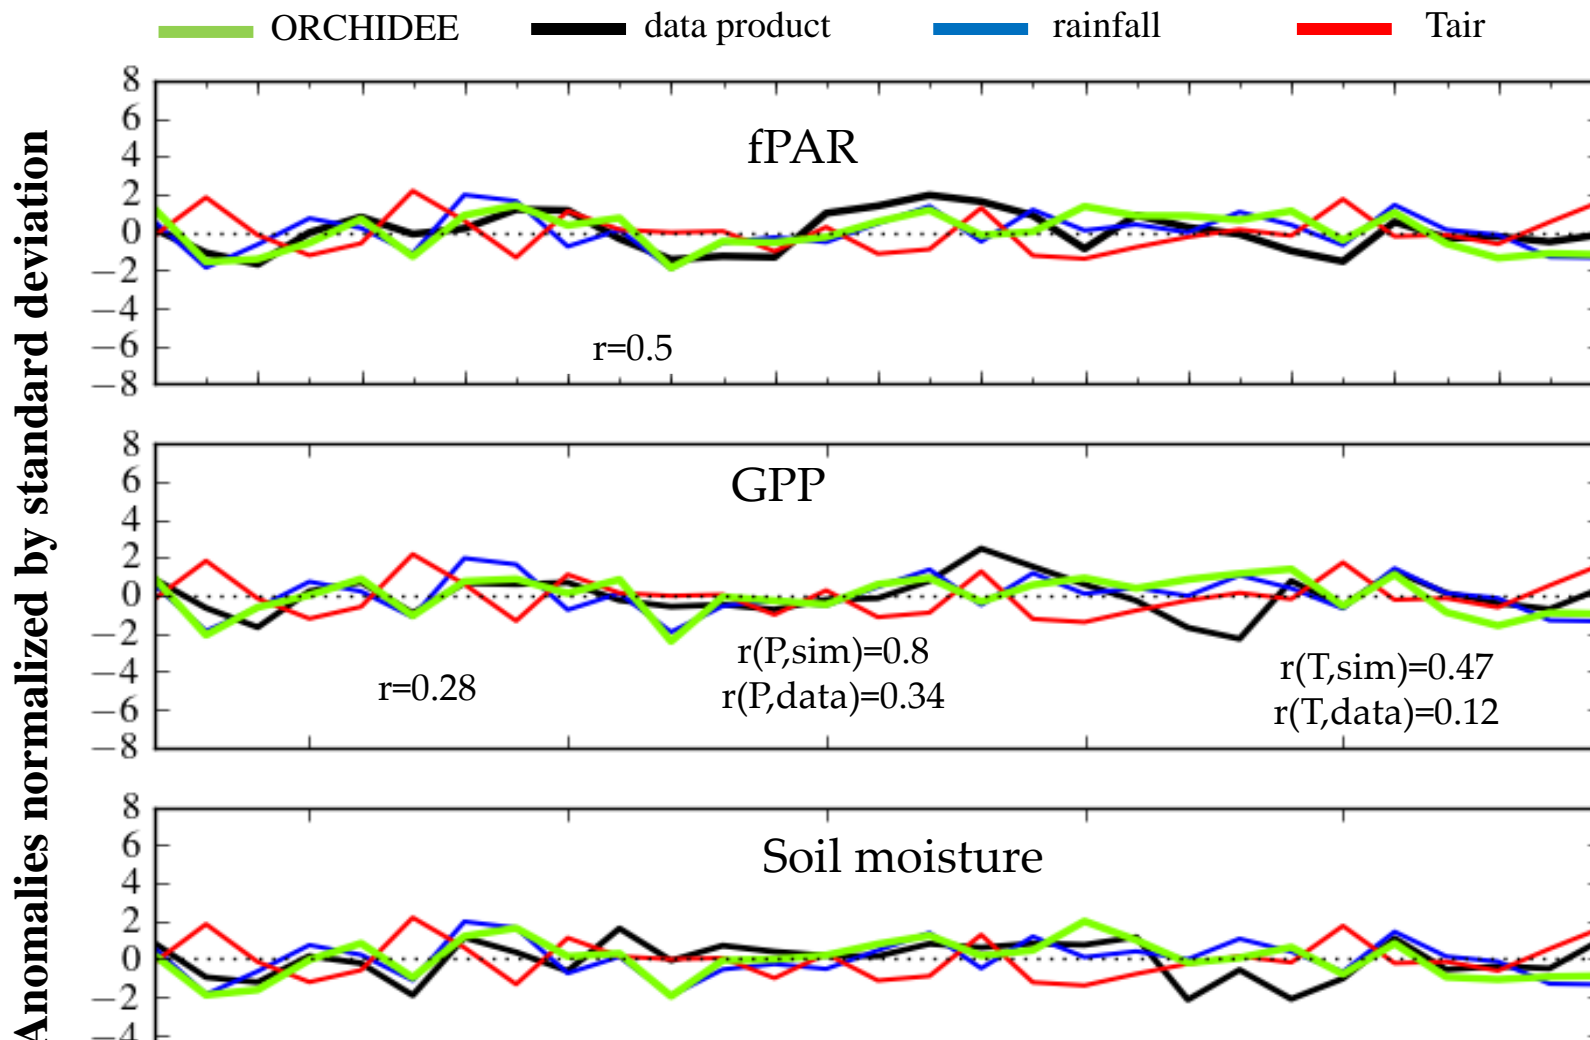 ORCHIDEE data product rainfall Tair
Anomalies normalized by standard deviation
8
6
4
2
0
−2
−4
−6
−8
fPAR
r=0.5
8
6
4
2
0
−2
−4
−6
−8
GPP
r=0.28
r(P,sim)=0.8
r(P,data)=0.34
r(T,sim)=0.47
r(T,data)=0.12
8
6
4
2
0
−2
−4
Soil moisture